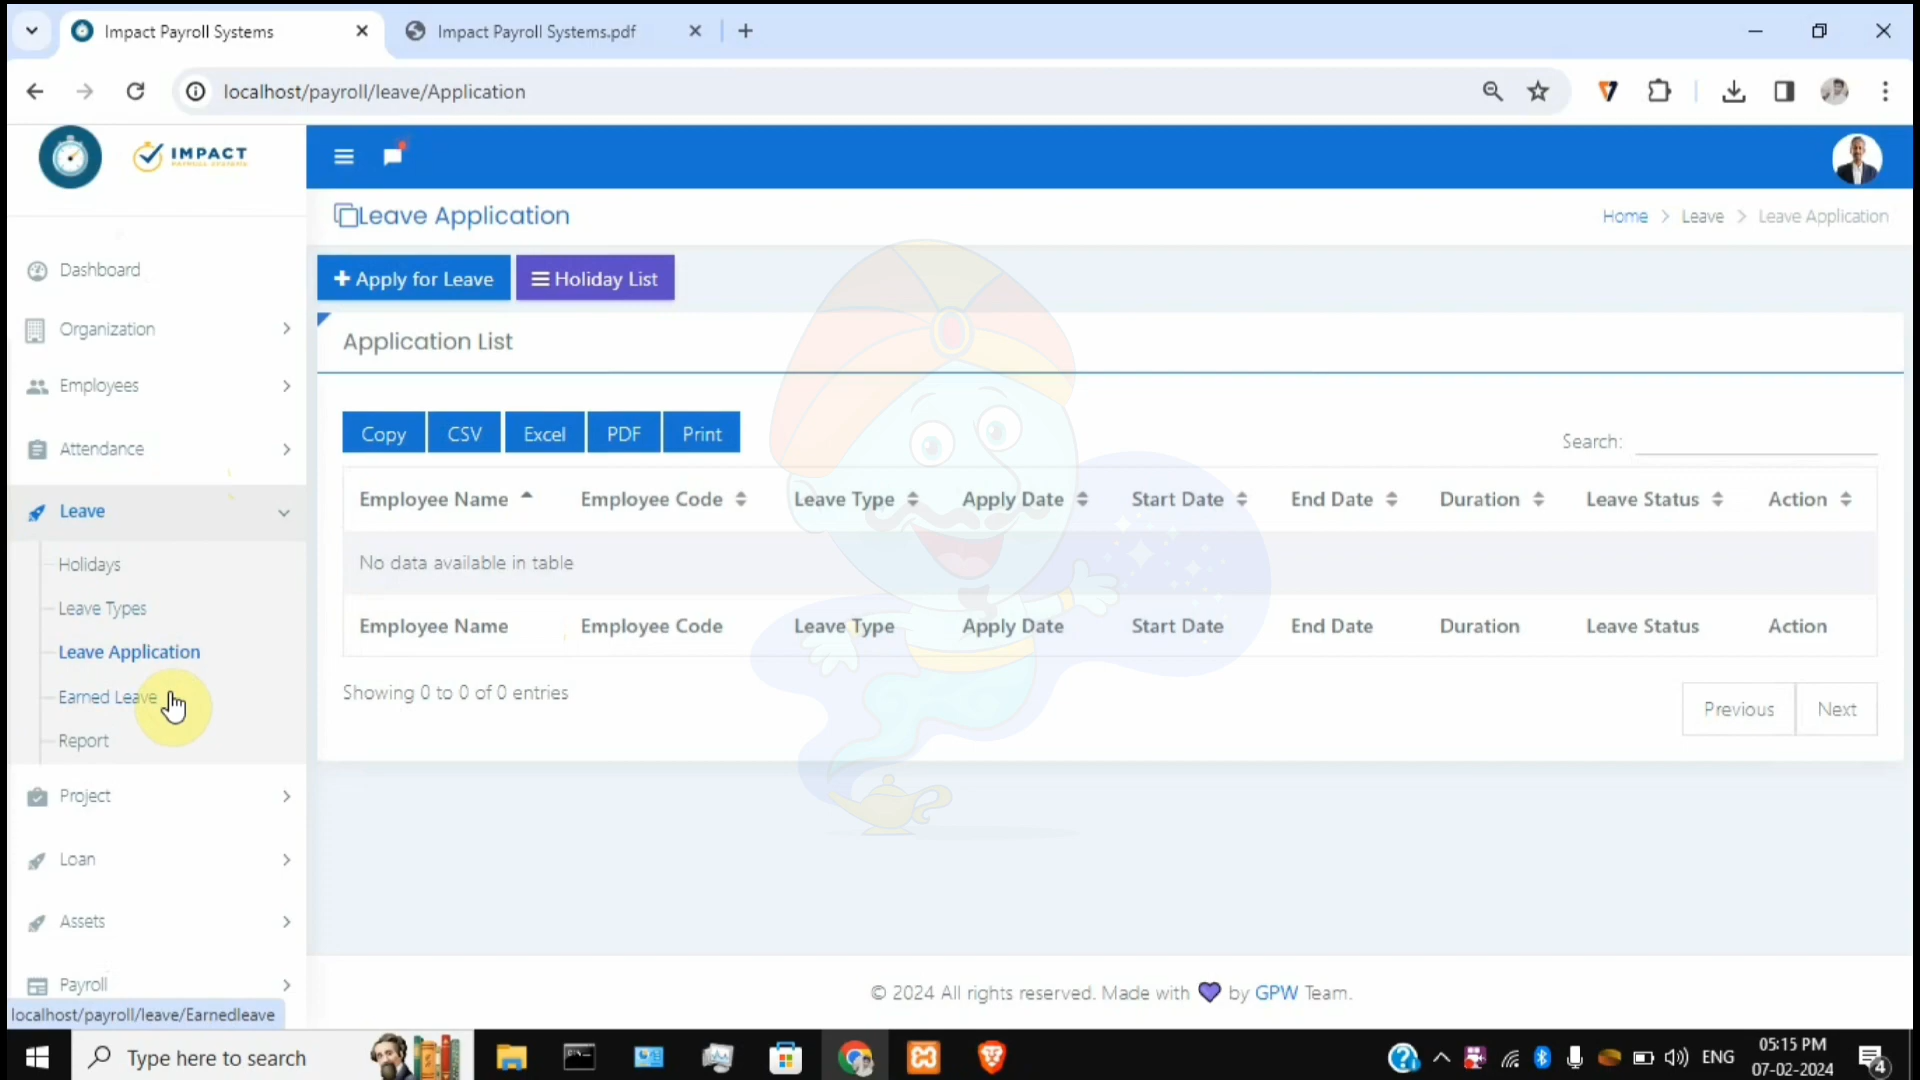 Impact Payroll Systems
Impact Payroll Systems.pdf
localhost/payroll/leave/Application
IMPACT
Leave Application
Home > Leave > Leave Application
Dashboard
Organization
Employees
Attendance
Leave
Holidays
Leave Types
Leave Application
Earned Leave
Report
Project
Loan
Assets
Payroll
Apply for Leave
Holiday List
Application List
Copy CSV Excel PDF Print
Search:
Employee Name Employee Code Leave Type Apply Date Start Date End Date Duration Leave Status Action
No data available in table
Employee Name Employee Code Leave Type Apply Date Start Date End Date Duration Leave Status Action
Showing 0 to 0 of 0 entries
Previous Next
© 2024 All rights reserved. Made with 💜 by GPW Team.
localhost/payroll/leave/Earnedleave
Type here to search
ENG
05:15 PM
07-02-2024
4